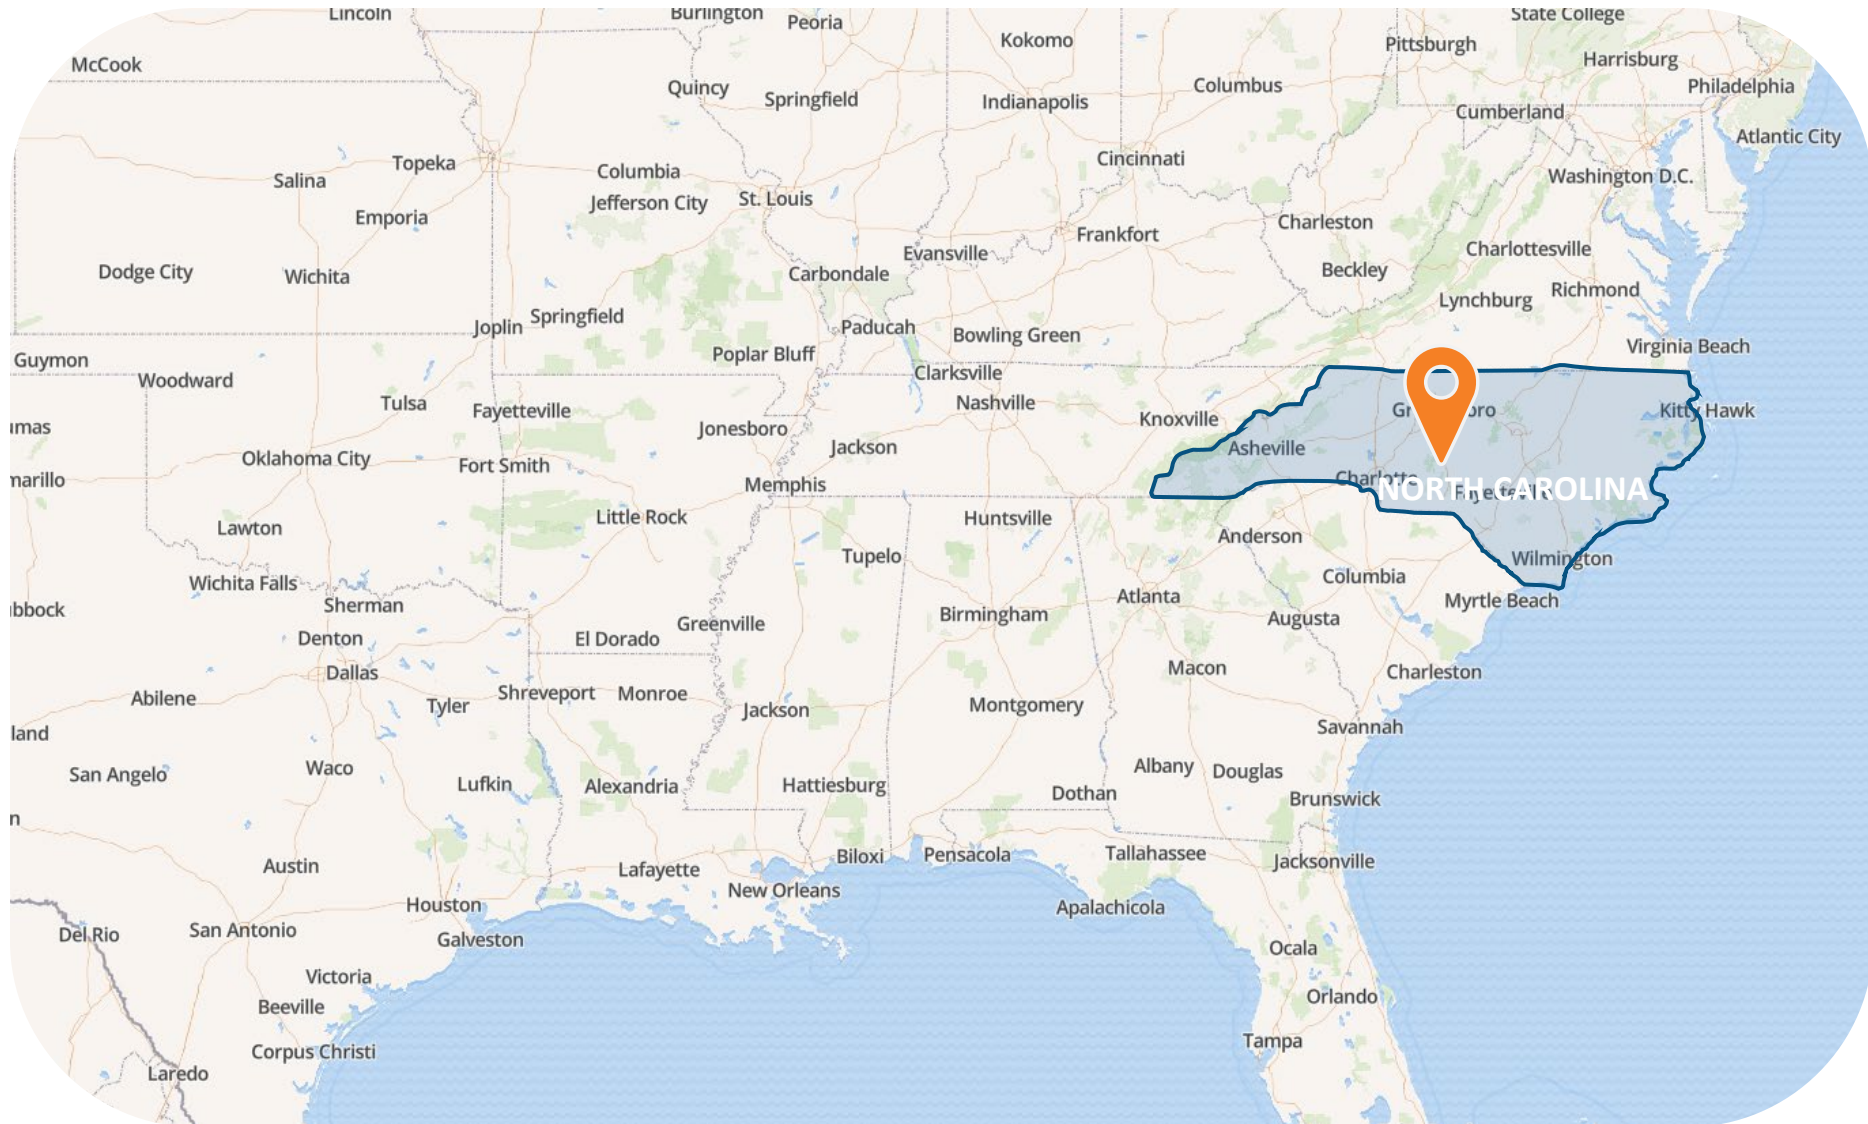 Lincoln
Burlington
Peoria
State College
Kokomo
Pittsburgh
Harrisburg
McCook
Quincy
Springfield
Indianapolis
Columbus
Philadelphia
Cumberland
Atlantic City
Topeka
Columbia
Cincinnati
Washington D.C.
Salina
Emporia
Jefferson City
St. Louis
Charleston
Frankfort
Charlottesville
Evansville
Dodge City
Wichita
Carbondale
Beckley
Lynchburg
Richmond
Joplin
Springfield
Paducah
Bowling Green
Virginia Beach
Guymon
Poplar Bluff
Clarksville
Woodward
Tulsa
Fayetteville
Nashville
Knoxville
Kitty Hawk
umas
Jonesboro
Jackson
Asheville
Oklahoma City
Fort Smith
Memphis
Charlotte
NORTH CAROLINA
marillo
Lawton
Little Rock
Huntsville
Anderson
Tupelo
Wilmington
Wichita Falls
Columbia
Sherman
Atlanta
Myrtle Beach
ubbock
Denton
El Dorado
Greenville
Birmingham
Augusta
Dallas
Macon
Charleston
Abilene
Tyler
Shreveport
Monroe
Jackson
Montgomery
Savannah
land
San Angelo
Waco
Lufkin
Alexandria
Hattiesburg
Albany
Douglas
Dothan
Brunswick
n
Austin
Lafayette
Biloxi
Pensacola
Tallahassee
Jacksonville
New Orleans
Houston
Apalachicola
Del Rio
San Antonio
Galveston
Ocala
Victoria
Beeville
Orlando
Corpus Christi
Tampa
Laredo